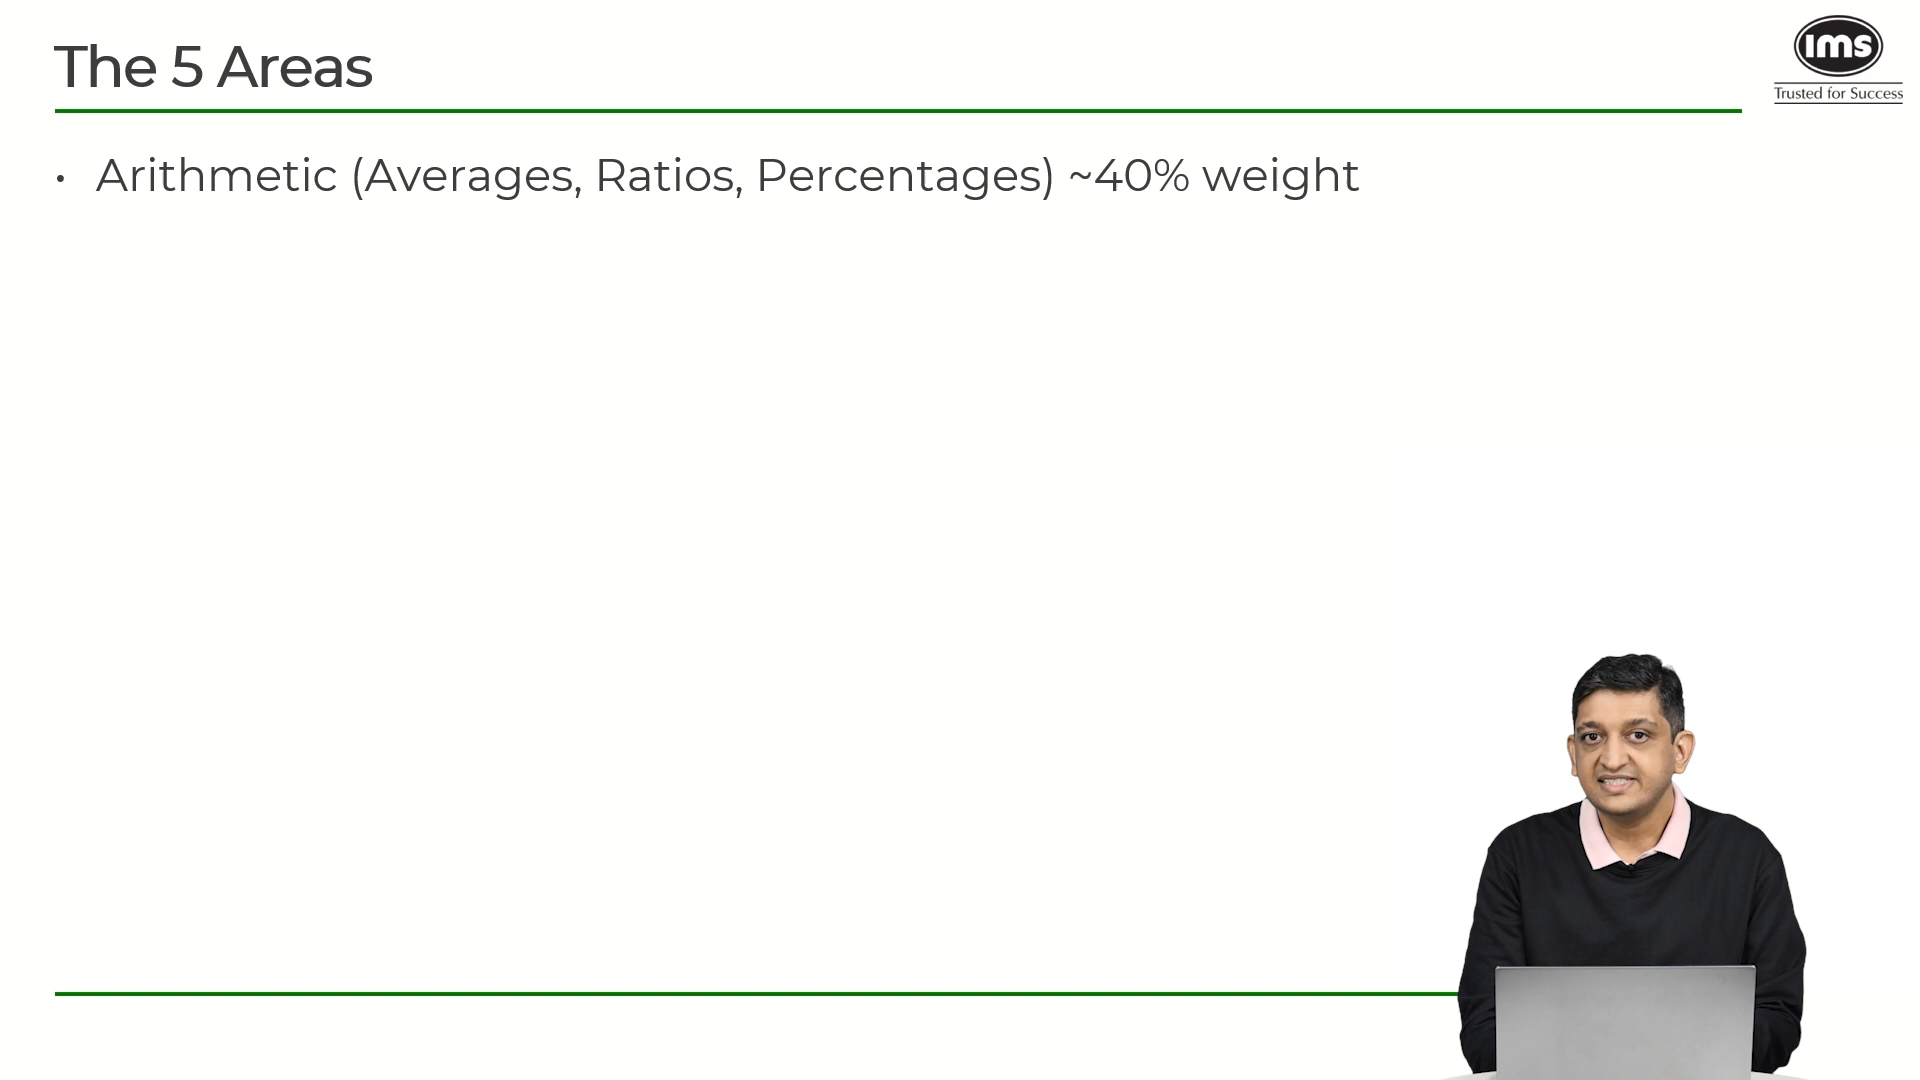 The 5 Areas
ims
Trusted for Success
• Arithmetic (Averages, Ratios, Percentages) ~40% weight